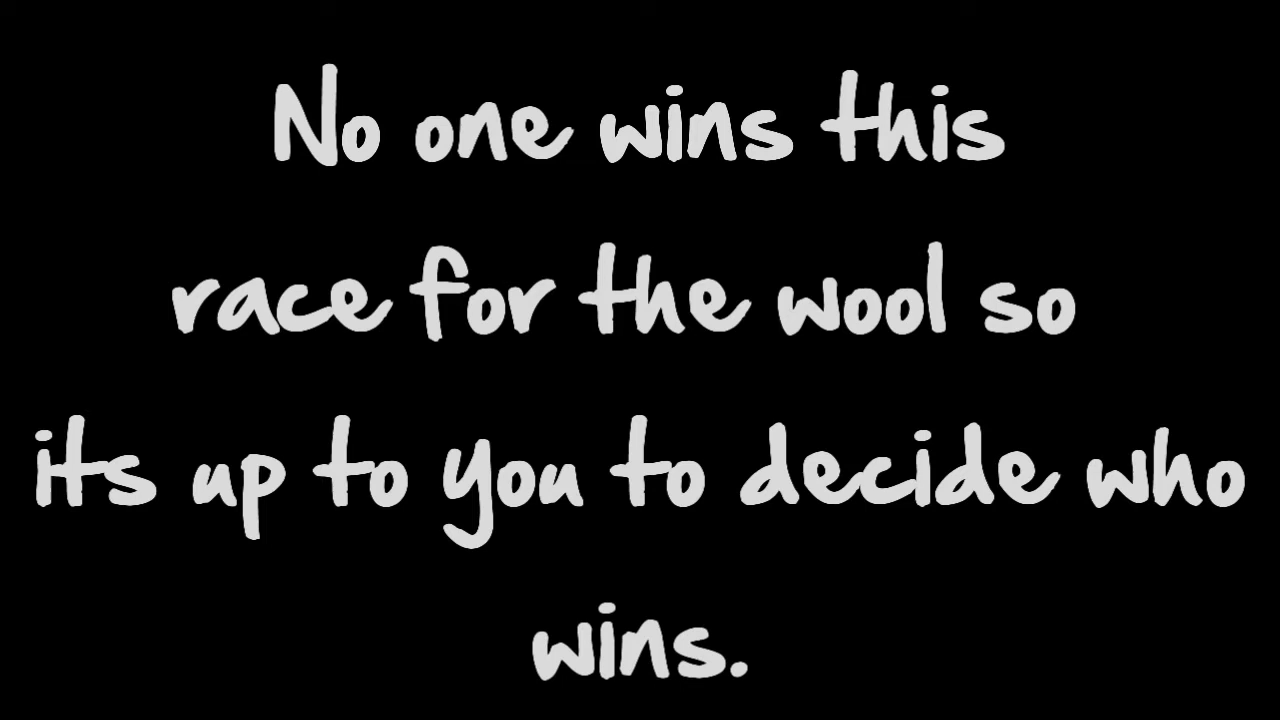 No one wins this
race for the wool so
its up to you to decide who
wins.